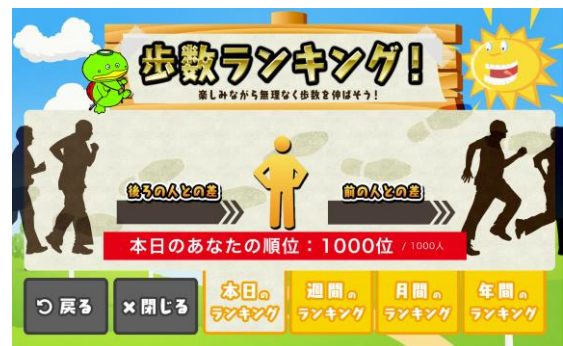 歩数ランキング!
楽しみながら無理なく歩数を伸ばそう!
後ろの人との差
前の人との差
本日のあなたの順位:1000位 / 1000人
戻る
×閉じる
本日の
ランキング
週間の
ランキング
月間の
ランキング
年間の
ランキング